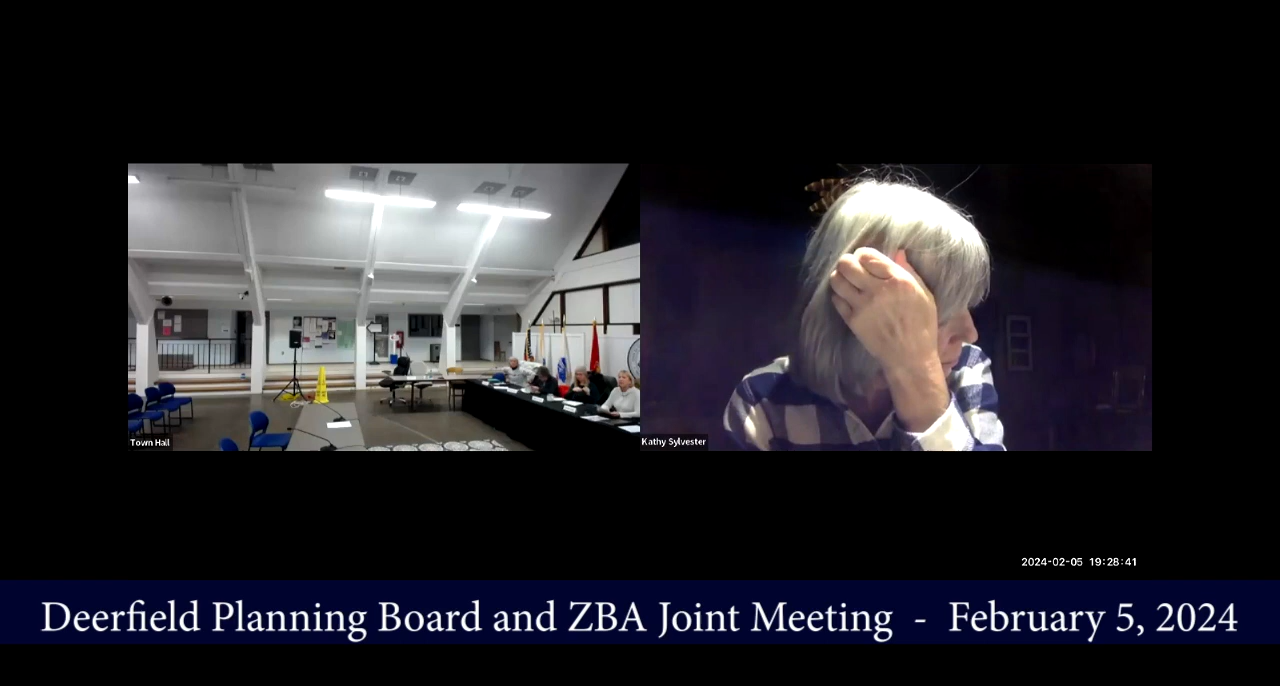 Town Hall
Kathy Sylvester
2024-02-05 19:28:41
Deerfield Planning Board and ZBA Joint Meeting - February 5, 2024